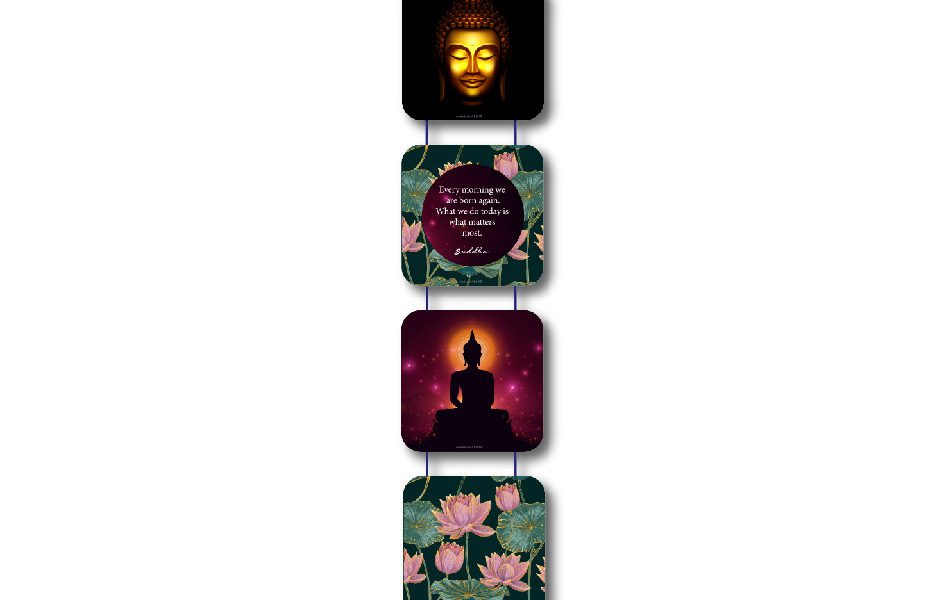 Every morning we
are born again.
What we do today is
what matters
most.
Buddha